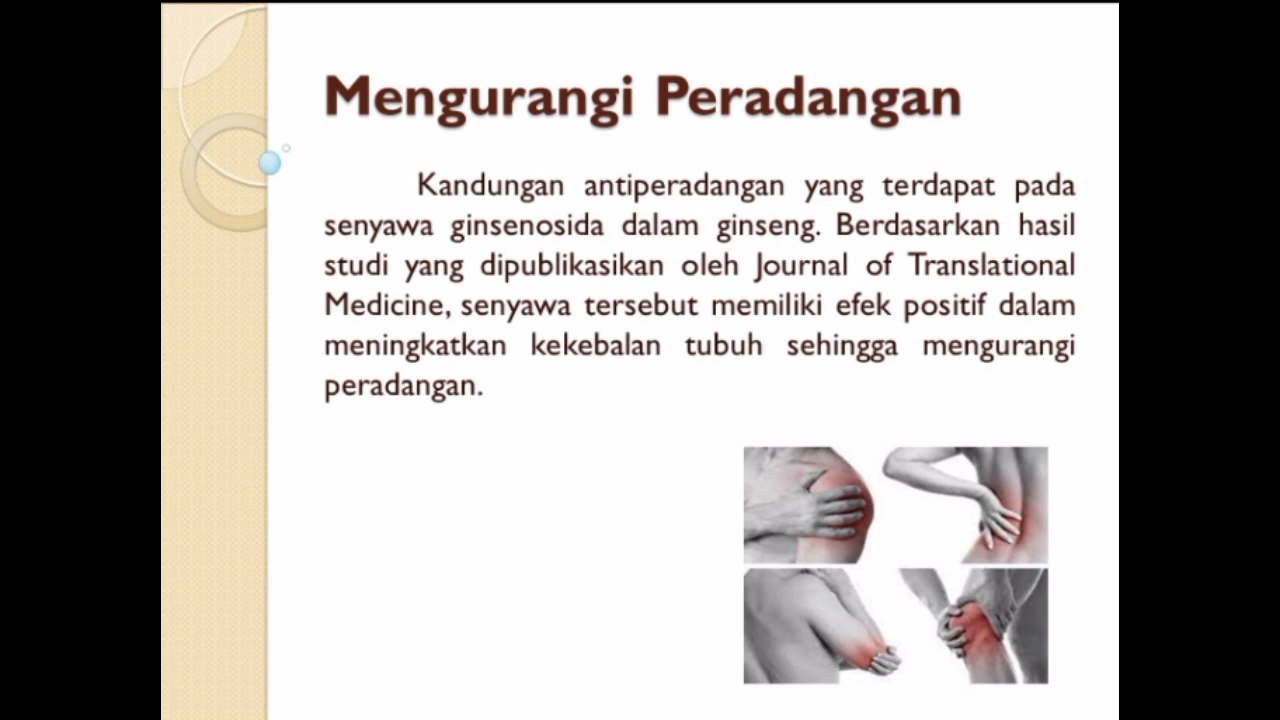 Mengurangi Peradangan
Kandungan antiperadangan yang terdapat pada
senyawa ginsenosida dalam ginseng. Berdasarkan hasil
studi yang dipublikasikan oleh Journal of Translational
Medicine, senyawa tersebut memiliki efek positif dalam
meningkatkan kekebalan tubuh sehingga mengurangi
peradangan.